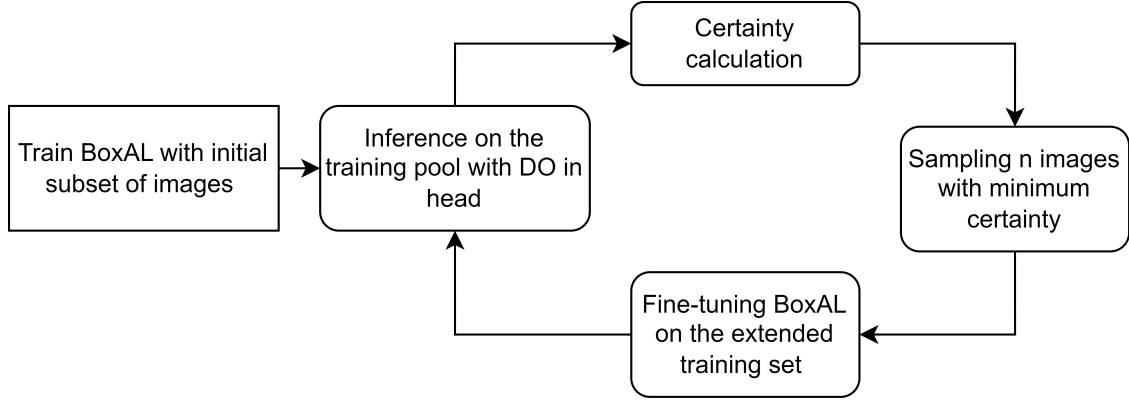 Train BoxAL with initial
subset of images
Inference on the
training pool with DO in
head
Certainty
calculation
Sampling n images
with minimum
certainty
Fine-tuning BoxAL
on the extended
training set